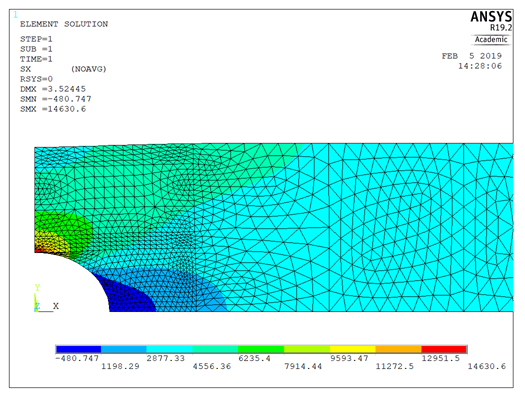 1
ELEMENT SOLUTION
STEP=1
SUB =1
TIME=1
SX (NOAVG)
RSYS=0
DMX =3.52445
SMN =-480.747
SMX =14630.6
ANSYS
R19.2
Academic
FEB 5 2019
14:28:06
Y
Z X
-480.747 2877.33 6235.4 9593.47 12951.5
1198.29 4556.36 7914.44 11272.5 14630.6